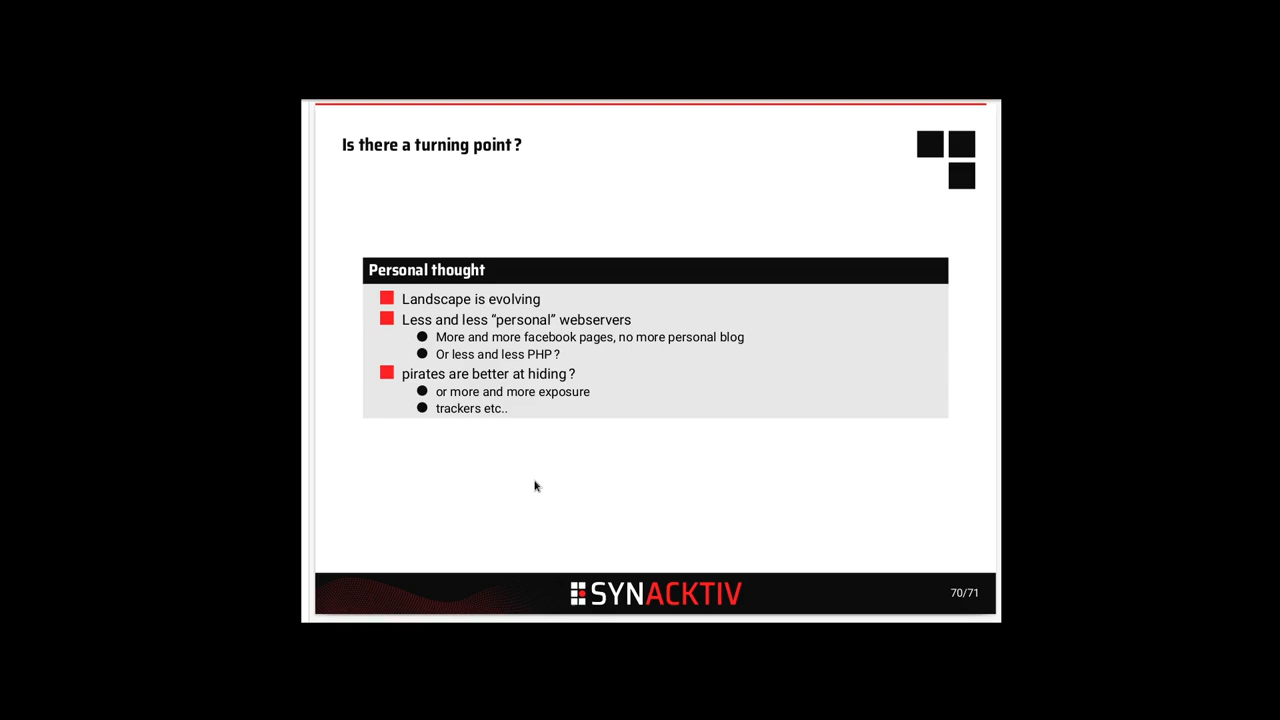 Is there a turning point?
Personal thought
Landscape is evolving
Less and less “personal” webservers
More and more facebook pages, no more personal blog
Or less and less PHP?
pirates are better at hiding?
or more and more exposure
trackers etc..
SYNACKTIV
70/71